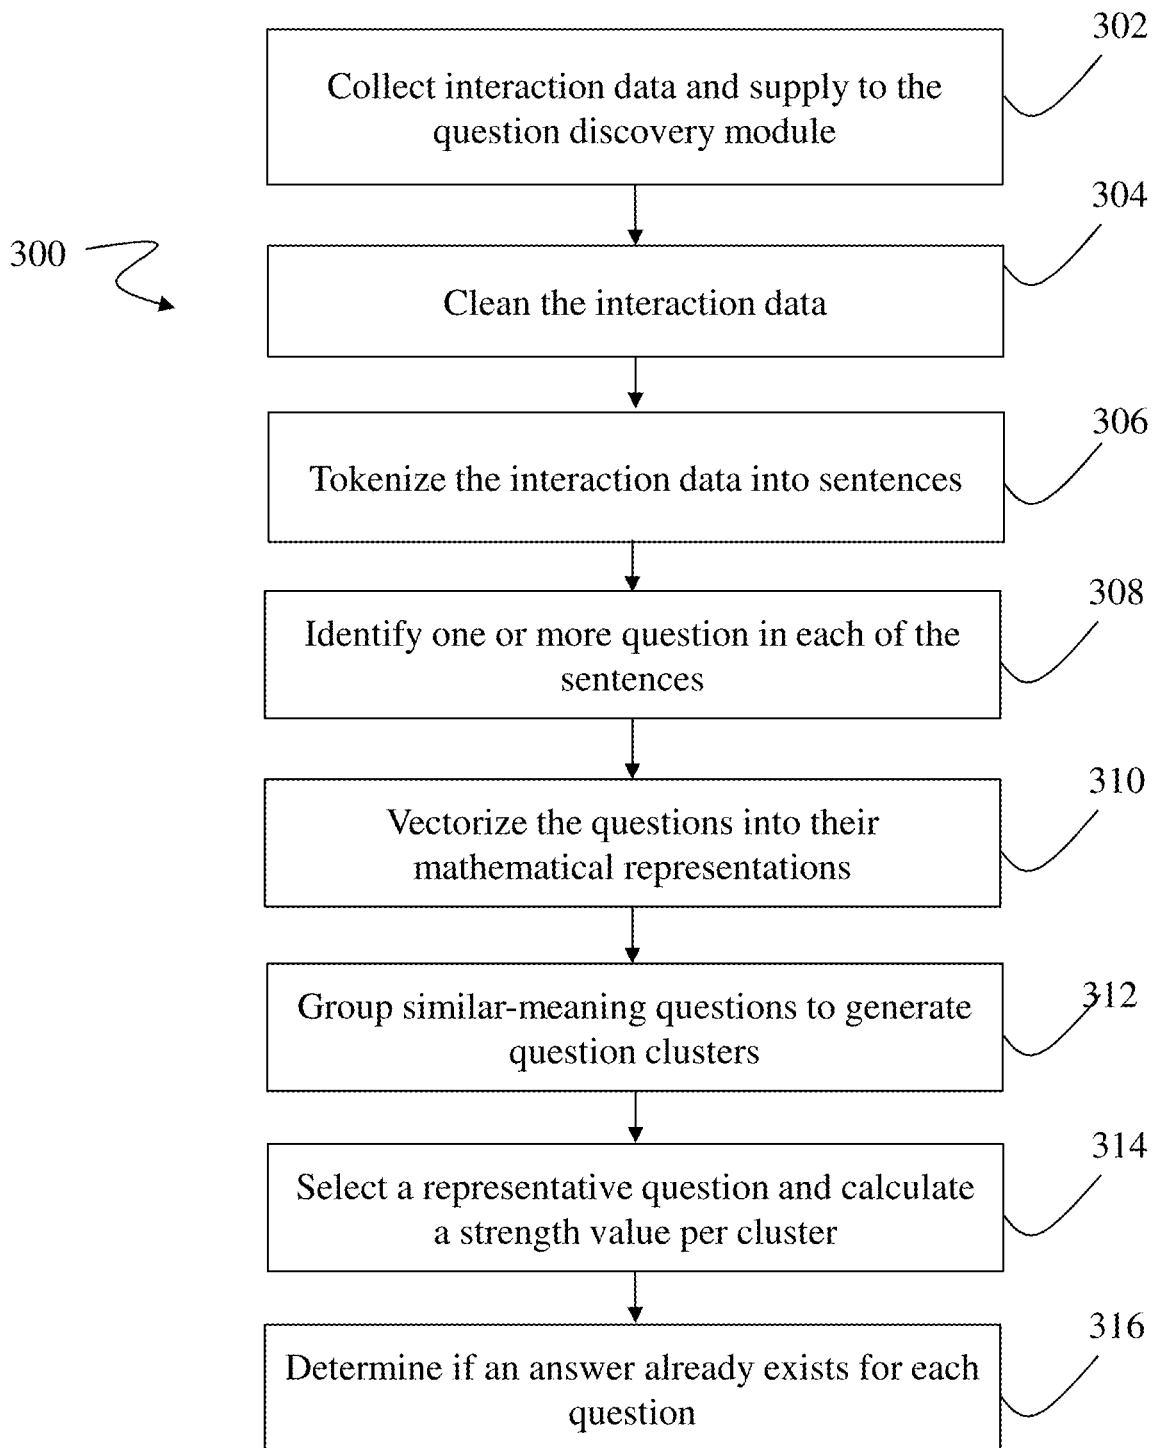 302
Collect interaction data and supply to the
question discovery module
304
300
Clean the interaction data
306
Tokenize the interaction data into sentences
308
Identify one or more question in each of the
sentences
310
Vectorize the questions into their
mathematical representations
312
Group similar-meaning questions to generate
question clusters
314
Select a representative question and calculate
a strength value per cluster
316
Determine if an answer already exists for each
question